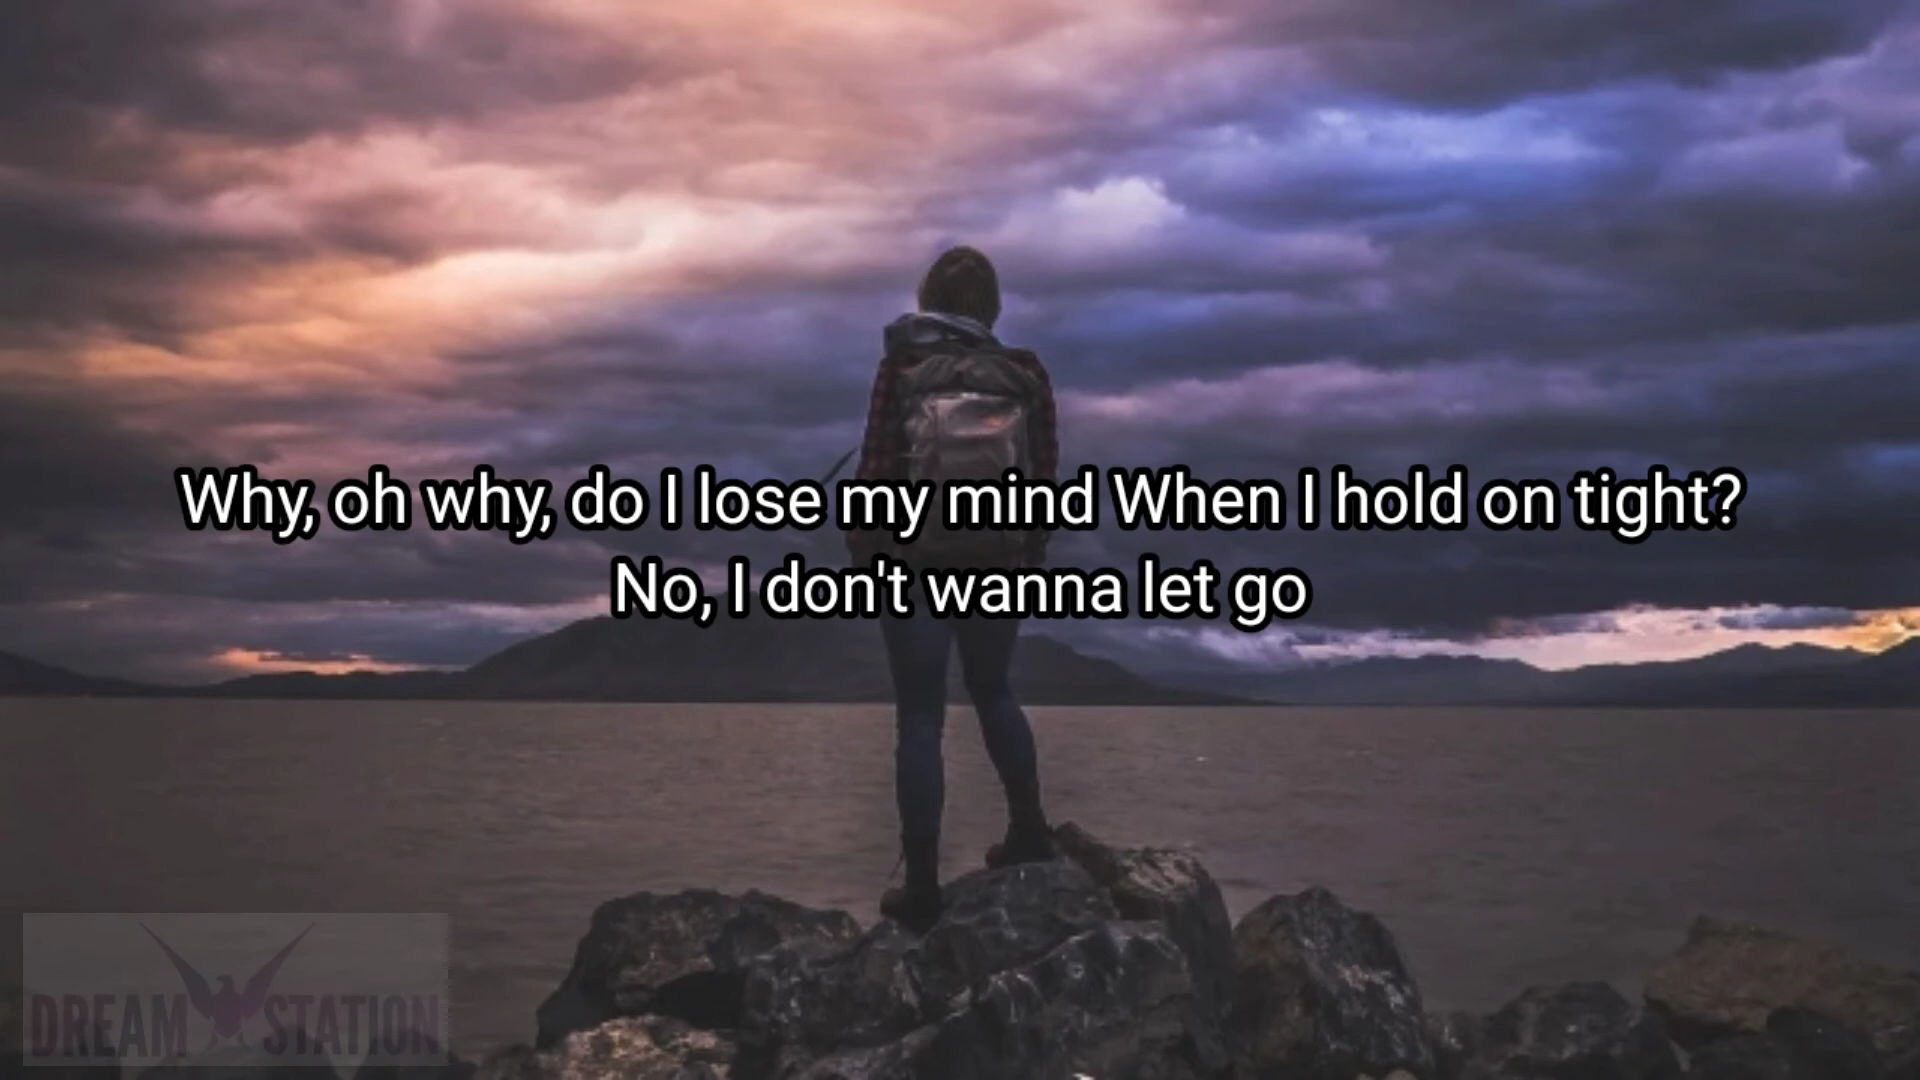 Why, oh why, do I lose my mind When I hold on tight?
No, I don't wanna let go
DREAM STATION